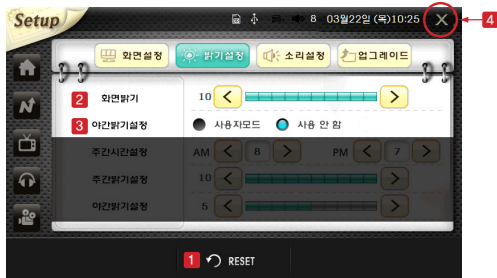 Setup 8 03월22일 (목)10:25 X 4
화면설정 밝기설정 소리설정 업그레이드
2 화면밝기 10 < >
3 야간밝기설정 사용자모드 사용 안 함
주간시간설정 AM < 8 > PM < 7 >
주간밝기설정 10 < >
야간밝기설정 5 < >
1 RESET